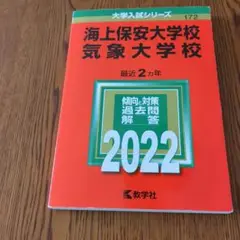 大学入試シリーズ
172
海上保安大学校
気象大学校
最近2カ年
傾向と対策
過去問
解答
2022
教学社